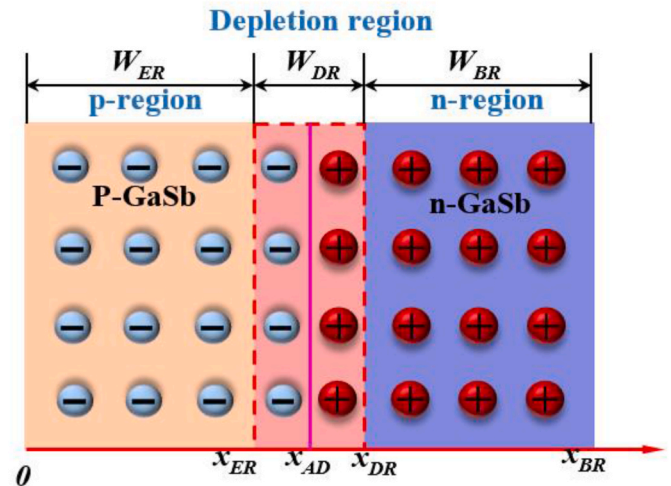 Depletion region
W_ER W_DR W_BR
p-region n-region
P-GaSb n-GaSb
0 x_ER x_AD x_DR x_BR